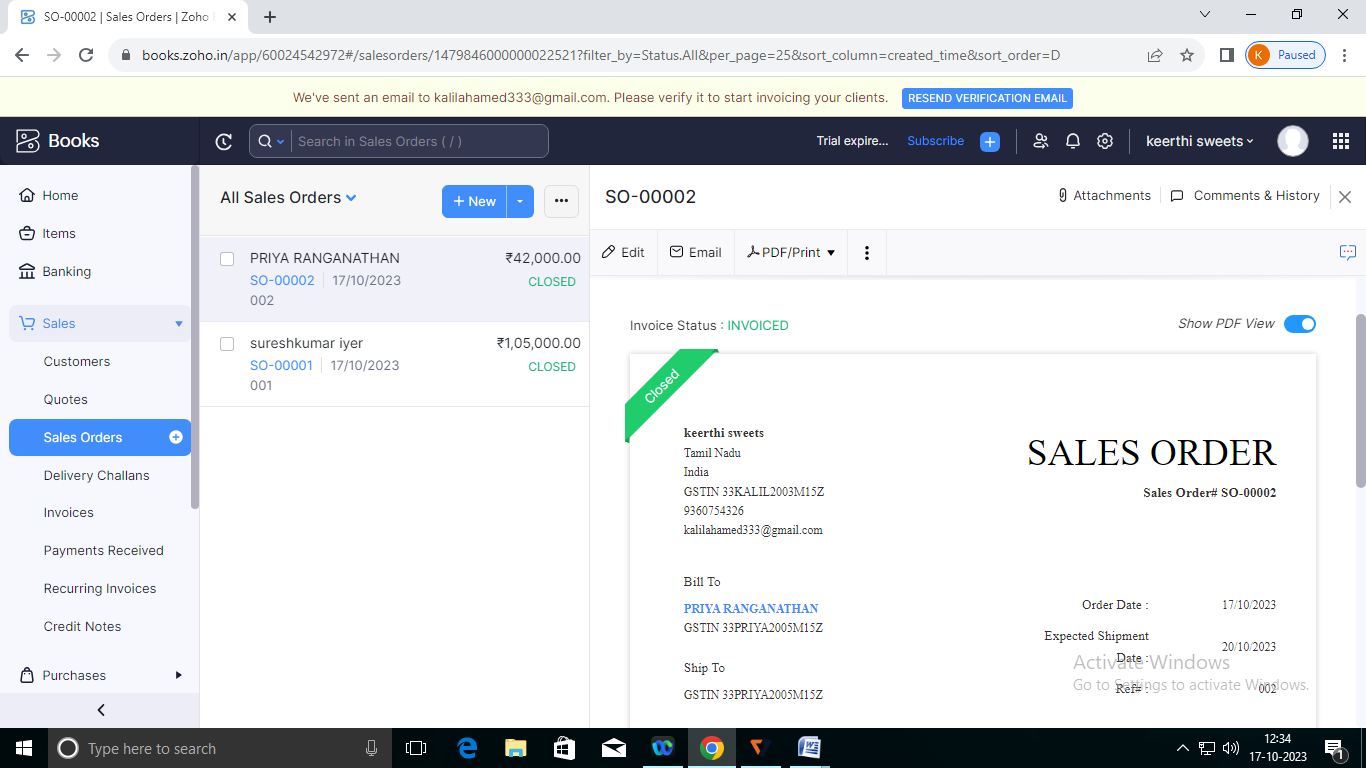 SO-00002 | Sales Orders | Zoho
books.zoho.in/app/60024542972#/salesorders/1479846000000022521?filter_by=Status.All&per_page=25&sort_column=created_time&sort_order=D
K Paused
We've sent an email to kalilahamed333@gmail.com. Please verify it to start invoicing your clients. RESEND VERIFICATION EMAIL
Books
Search in Sales Orders ( / )
Trial expire... Subscribe
keerthi sweets
Home
Items
Banking
Sales
Customers
Quotes
Sales Orders
Delivery Challans
Invoices
Payments Received
Recurring Invoices
Credit Notes
Purchases
All Sales Orders
+ New
PRIYA RANGANATHAN ₹42,000.00
SO-00002 17/10/2023 CLOSED
002
sureshkumar iyer ₹1,05,000.00
SO-00001 17/10/2023 CLOSED
001
SO-00002
Attachments Comments & History
Edit Email PDF/Print
Invoice Status : INVOICED
Show PDF View
Closed
keerthi sweets
Tamil Nadu
India
GSTIN 33KALIL2003M15Z
9360754326
kalilahamed333@gmail.com
SALES ORDER
Sales Order# SO-00002
Bill To
PRIYA RANGANATHAN
GSTIN 33PRIYA2005M15Z
Ship To
GSTIN 33PRIYA2005M15Z
Order Date : 17/10/2023
Expected Shipment
Date : 20/10/2023
Ref# : 002
Activate Windows
Go to Settings to activate Windows.
Type here to search
12:34
17-10-2023
1